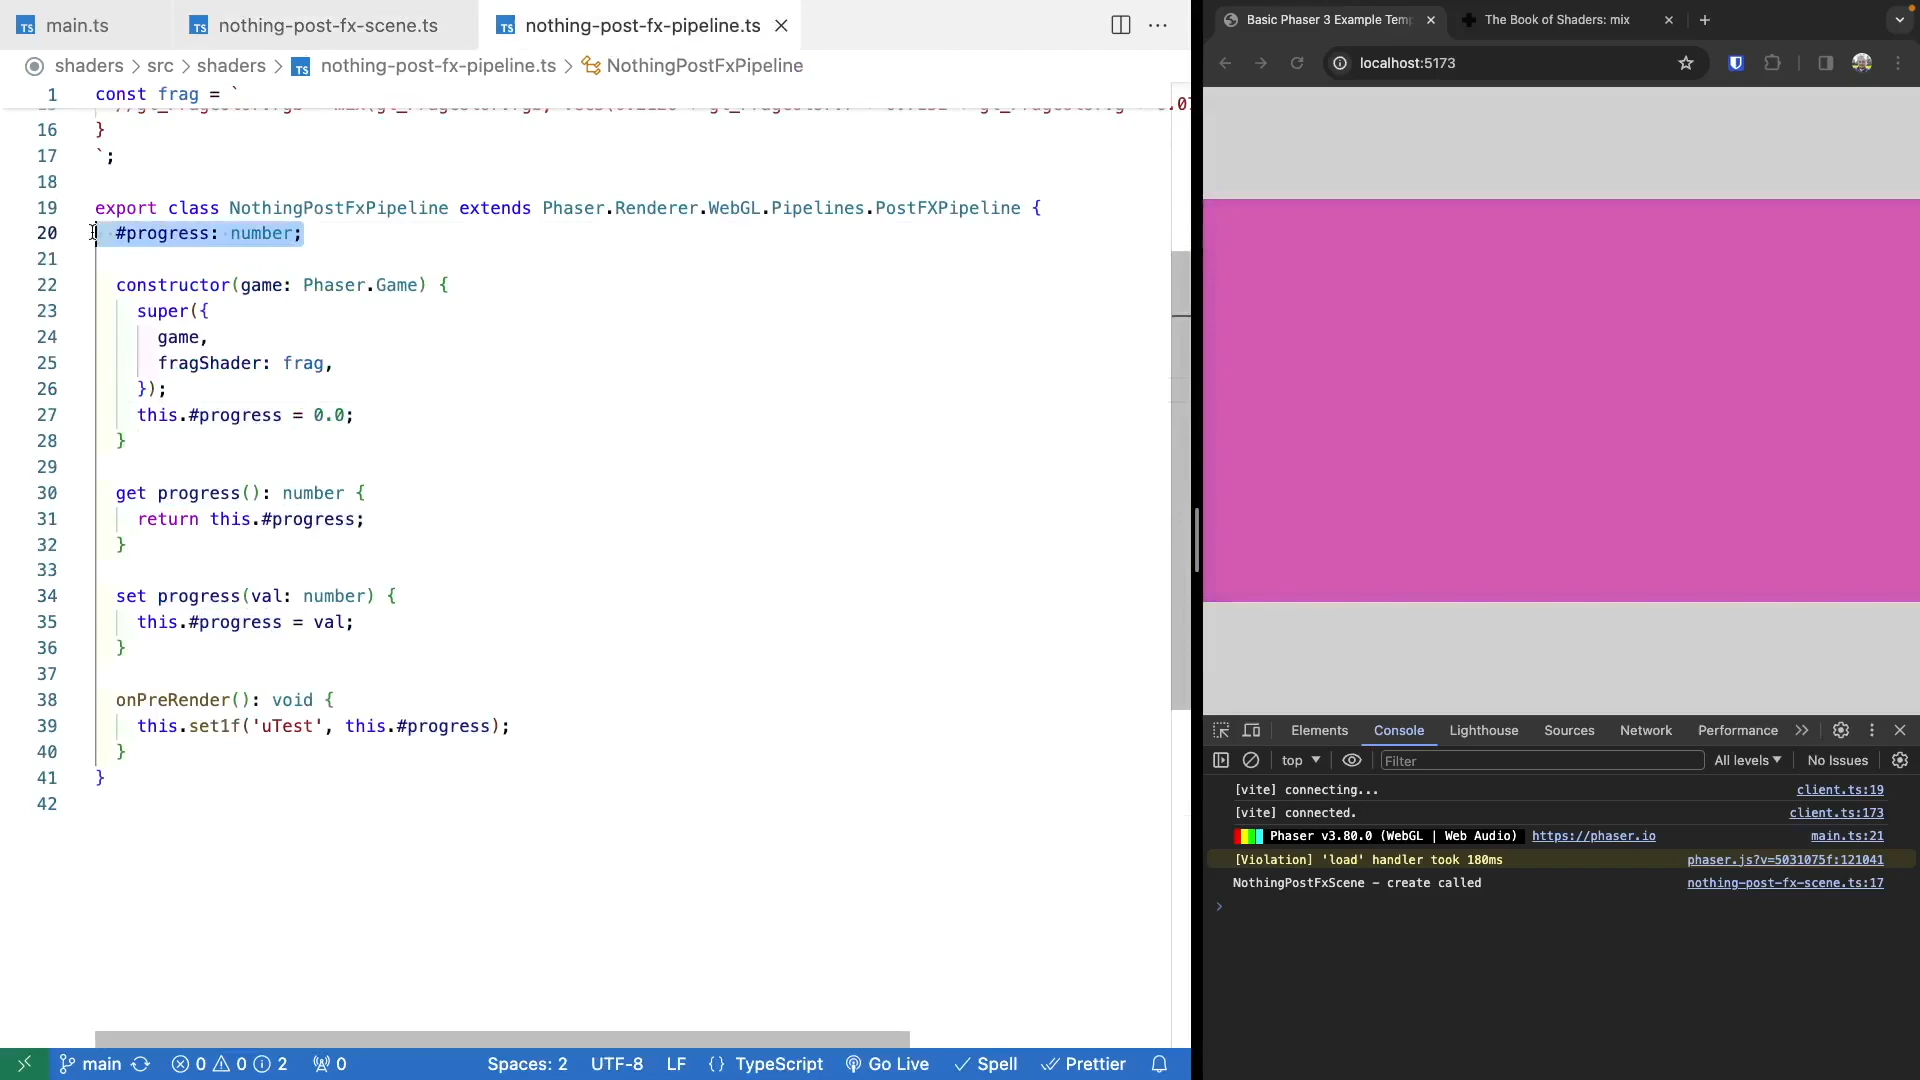 main.ts
nothing-post-fx-scene.ts
nothing-post-fx-pipeline.ts
shaders > src > shaders > nothing-post-fx-pipeline.ts > NothingPostFxPipeline
1 const frag = `
16 }
17 `;
18
19 export class NothingPostFxPipeline extends Phaser.Renderer.WebGL.Pipelines.PostFXPipeline {
20 #progress: number;
21
22 constructor(game: Phaser.Game) {
23 super({
24 game,
25 fragShader: frag,
26 });
27 this.#progress = 0.0;
28 }
29
30 get progress(): number {
31 return this.#progress;
32 }
33
34 set progress(val: number) {
35 this.#progress = val;
36 }
37
38 onPreRender(): void {
39 this.set1f('uTest', this.#progress);
40 }
41 }
42
main 0 0 2 0 Spaces: 2 UTF-8 LF {} TypeScript Go Live Spell Prettier
Basic Phaser 3 Example Temp
The Book of Shaders: mix
localhost:5173
Elements Console Lighthouse Sources Network Performance
top Filter All levels No Issues
[vite] connecting... client.ts:19
[vite] connected. client.ts:173
Phaser v3.80.0 (WebGL | Web Audio) https://phaser.io main.ts:21
[Violation] 'load' handler took 180ms phaser.js?v=5031075f:121041
NothingPostFxScene - create called nothing-post-fx-scene.ts:17